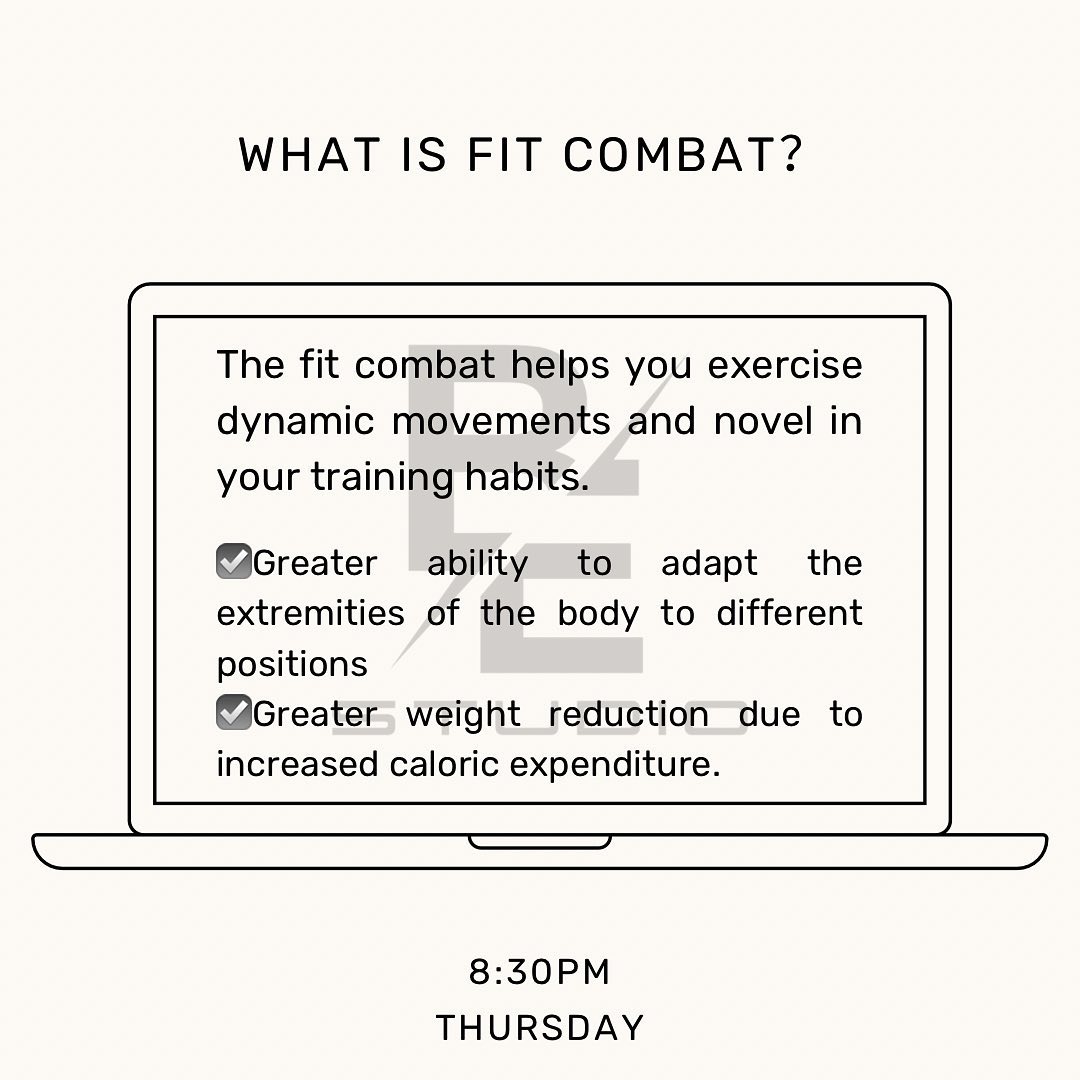 WHAT IS FIT COMBAT?
The fit combat helps you exercise
dynamic movements and novel in
your training habits.
✅Greater ability to adapt the
extremities of the body to different
positions
✅Greater weight reduction due to
increased caloric expenditure.
STUDIO
8:30PM
THURSDAY